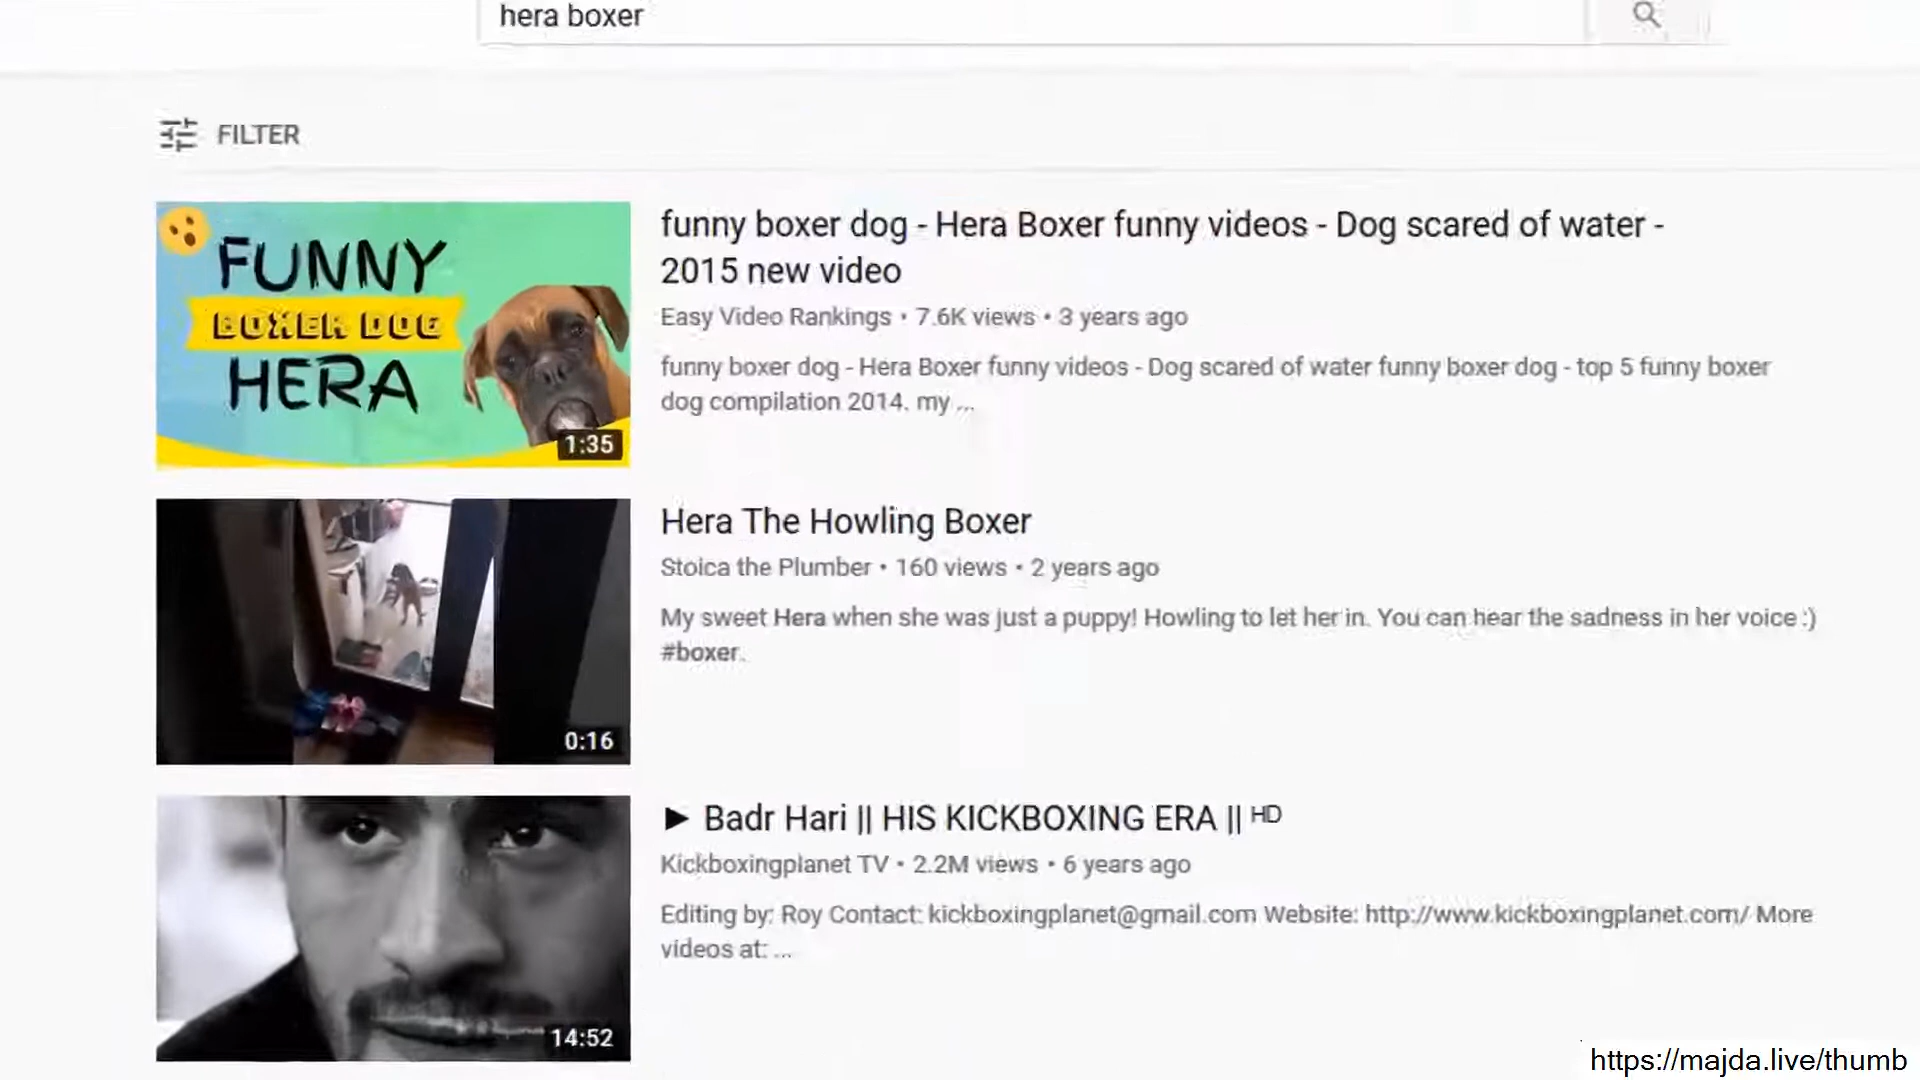 hera boxer
FILTER
FUNNY
BOXER DOG
HERA
1:35
funny boxer dog - Hera Boxer funny videos - Dog scared of water -
2015 new video
Easy Video Rankings • 7.6K views • 3 years ago
funny boxer dog - Hera Boxer funny videos - Dog scared of water funny boxer dog - top 5 funny boxer
dog compilation 2014. my ...
0:16
Hera The Howling Boxer
Stoica the Plumber • 160 views • 2 years ago
My sweet Hera when she was just a puppy! Howling to let her in. You can hear the sadness in her voice :)
#boxer.
14:52
► Badr Hari || HIS KICKBOXING ERA || ᴴᴰ
Kickboxingplanet TV • 2.2M views • 6 years ago
Editing by: Roy Contact: kickboxingplanet@gmail.com Website: http://www.kickboxingplanet.com/ More
videos at: ...
https://majda.live/thumb